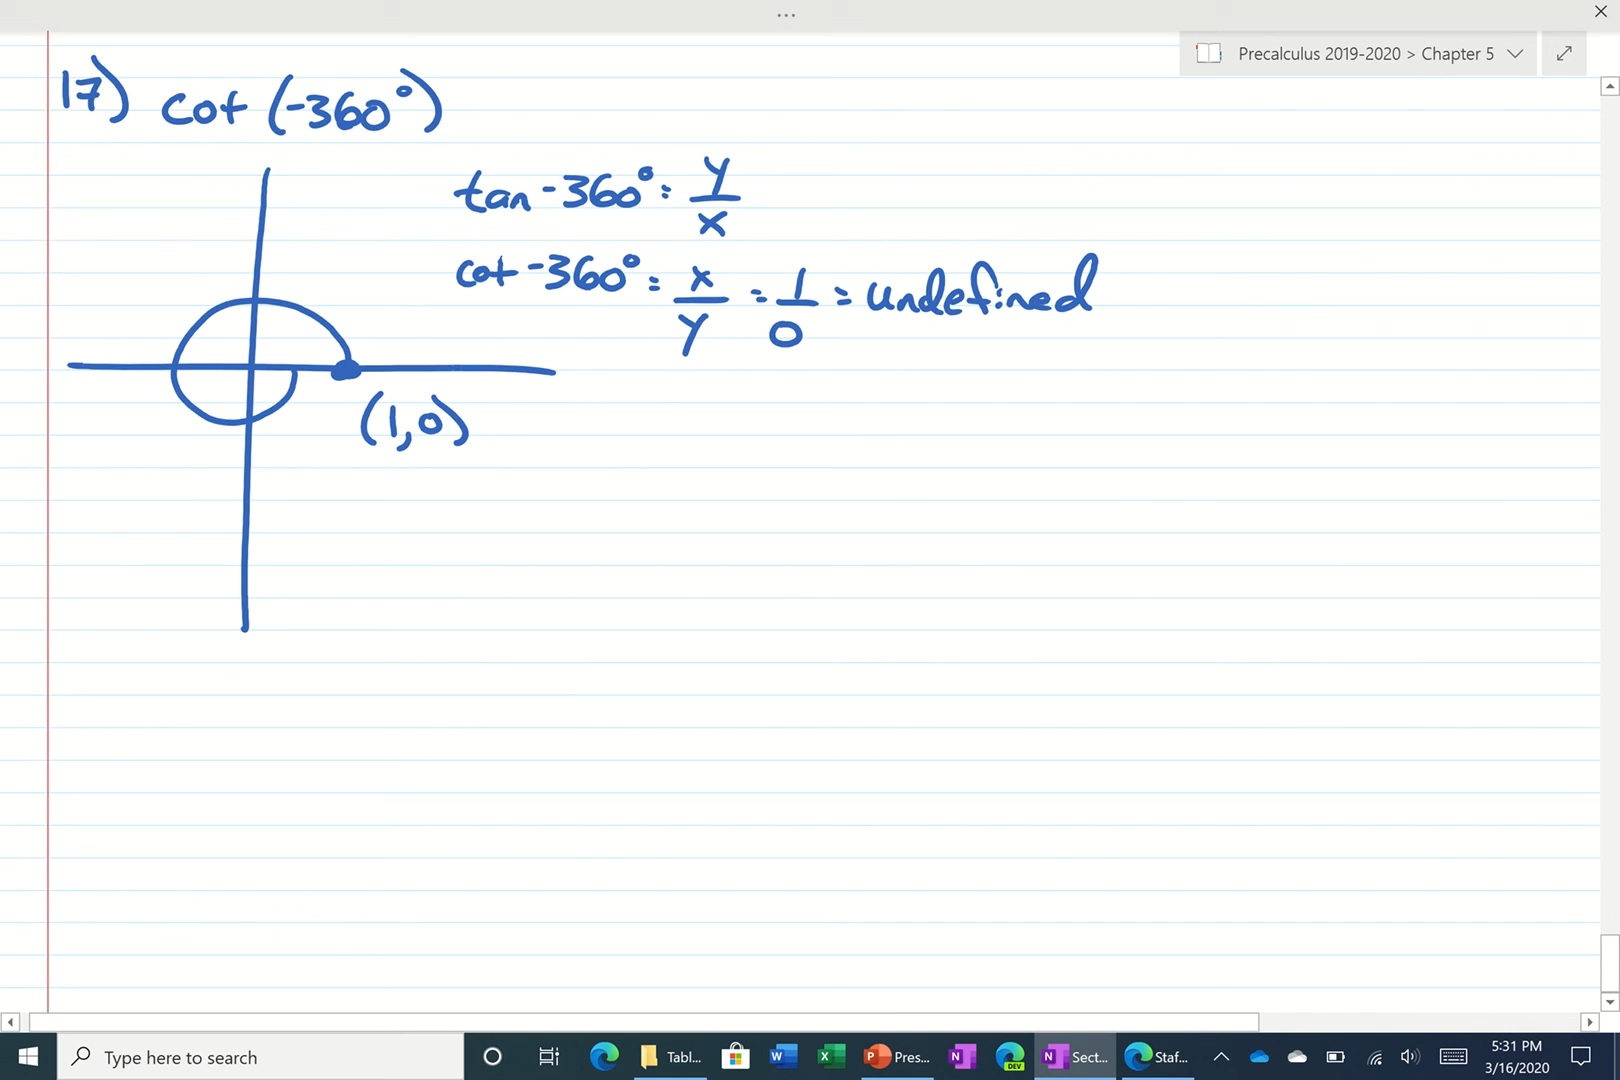 ...
Precalculus 2019-2020 > Chapter 5
17) cot (-360°)
tan -360° = y/x
cot -360° = x/y = 1/0 = undefined
(1,0)
Type here to search
Tabl...
W
X
P
Pres...
N
DEV
N
Sect...
Staf...
5:31 PM
3/16/2020